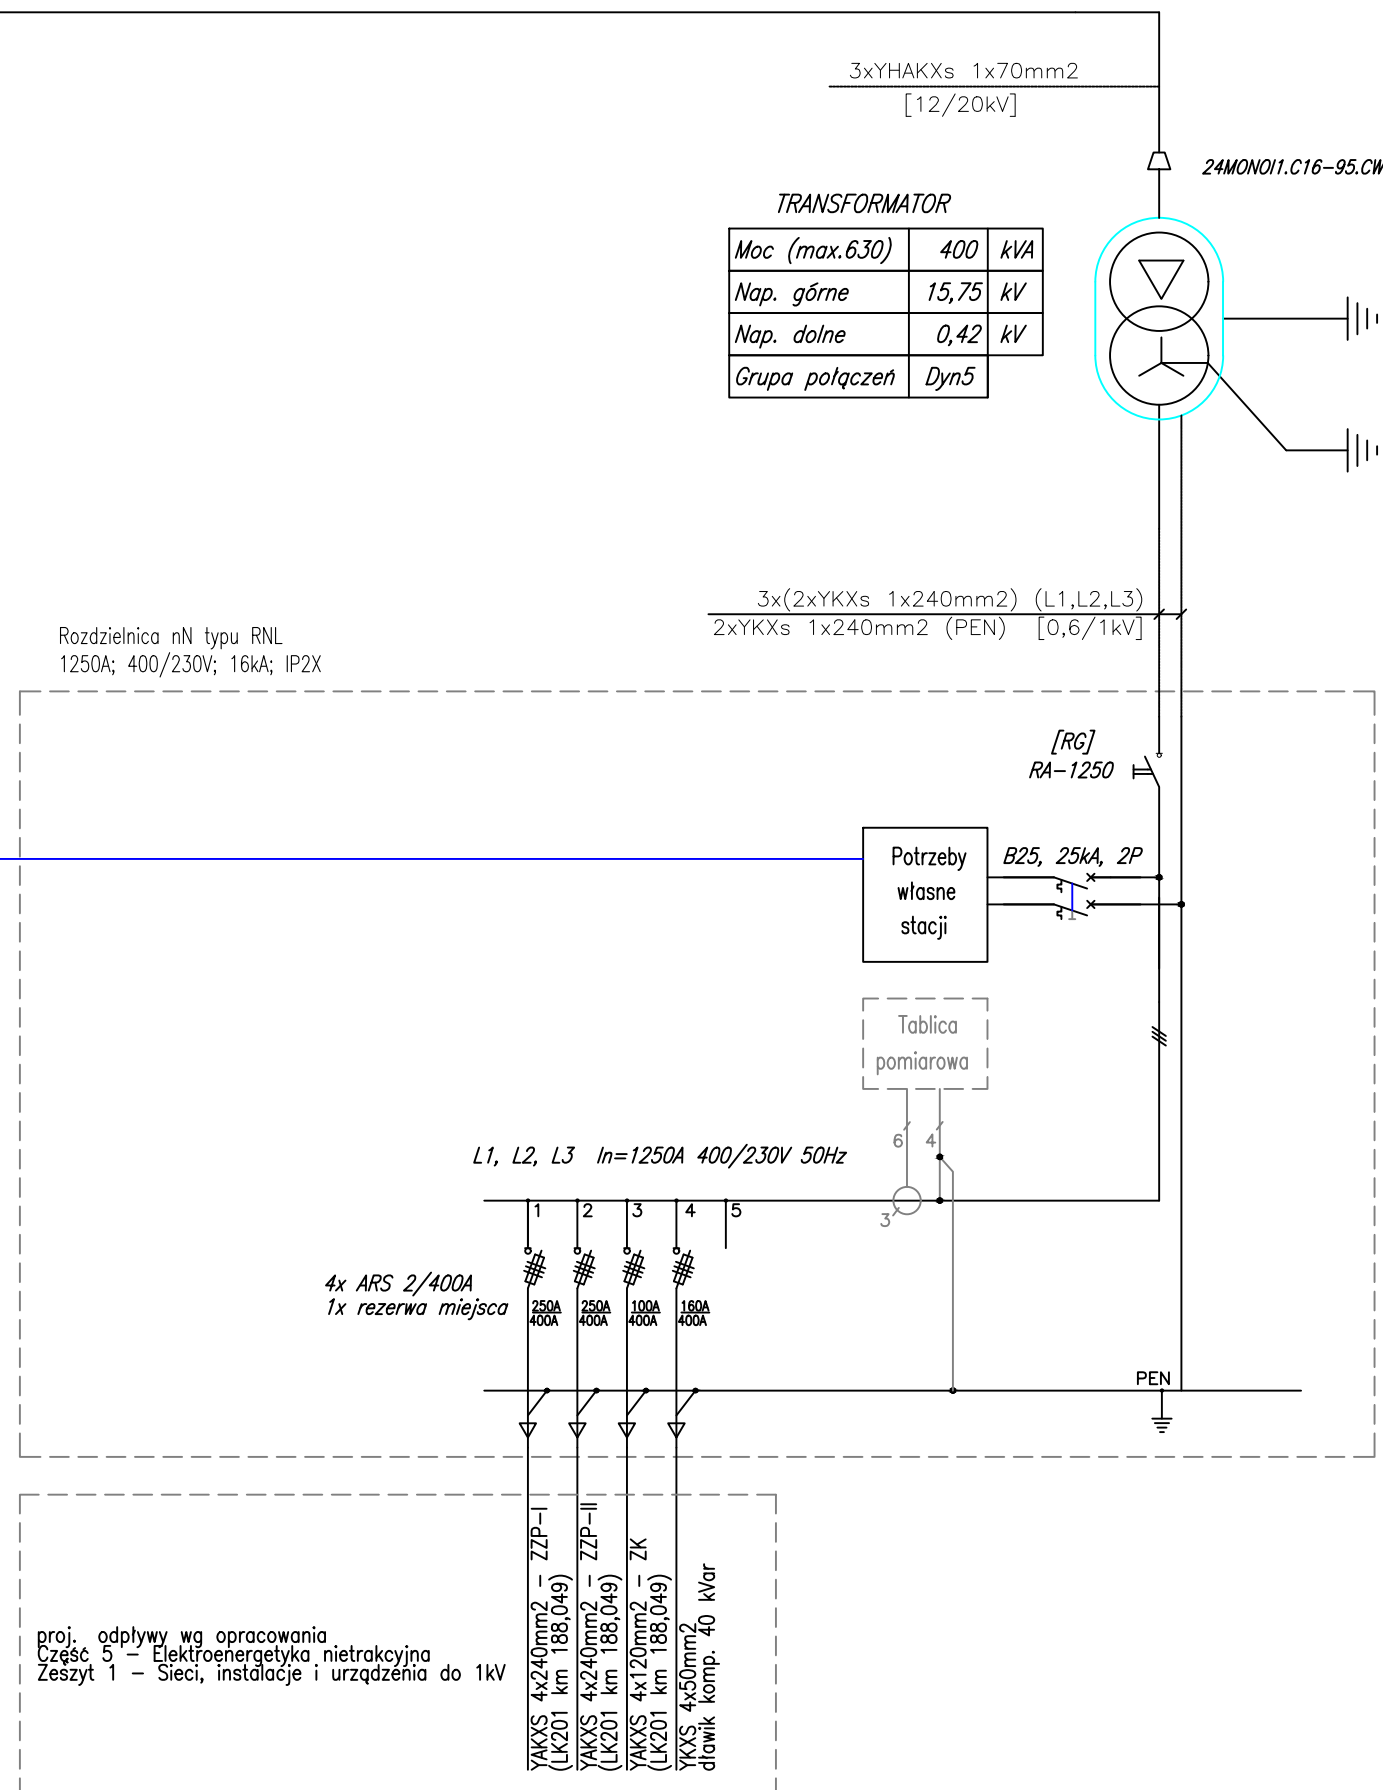 3xYHAKXs 1x70mm2
[12/20kV]
24MONOI1.C16-95.CW
TRANSFORMATOR
Moc (max.630) 400 kVA
Nap. górne 15,75 kV
Nap. dolne 0,42 kV
Grupa połączeń Dyn5
3x(2xYKXs 1x240mm2) (L1,L2,L3)
2xYKXs 1x240mm2 (PEN) [0,6/1kV]
Rozdzielnica nN typu RNL
1250A; 400/230V; 16kA; IP2X
[RG]
RA-1250
Potrzeby
własne
stacji
B25, 25kA, 2P
Tablica
pomiarowa
6 4
L1, L2, L3 In=1250A 400/230V 50Hz
1 2 3 4 5
3
4x ARS 2/400A
1x rezerwa miejsca
250A 250A 100A 160A
400A 400A 400A 400A
PEN
YAKXS 4x240mm2 - ZZP-I
(LK201 km 188,049)
YAKXS 4x240mm2 - ZZP-II
(LK201 km 188,049)
YAKXS 4x120mm2 - ZK
(LK201 km 188,049)
YKXS 4x50mm2
dławik komp. 40 kVar
proj. odpływy wg opracowania
Część 5 - Elektroenergetyka nietrakcyjna
Zeszyt 1 - Sieci, instalacje i urządzenia do 1kV